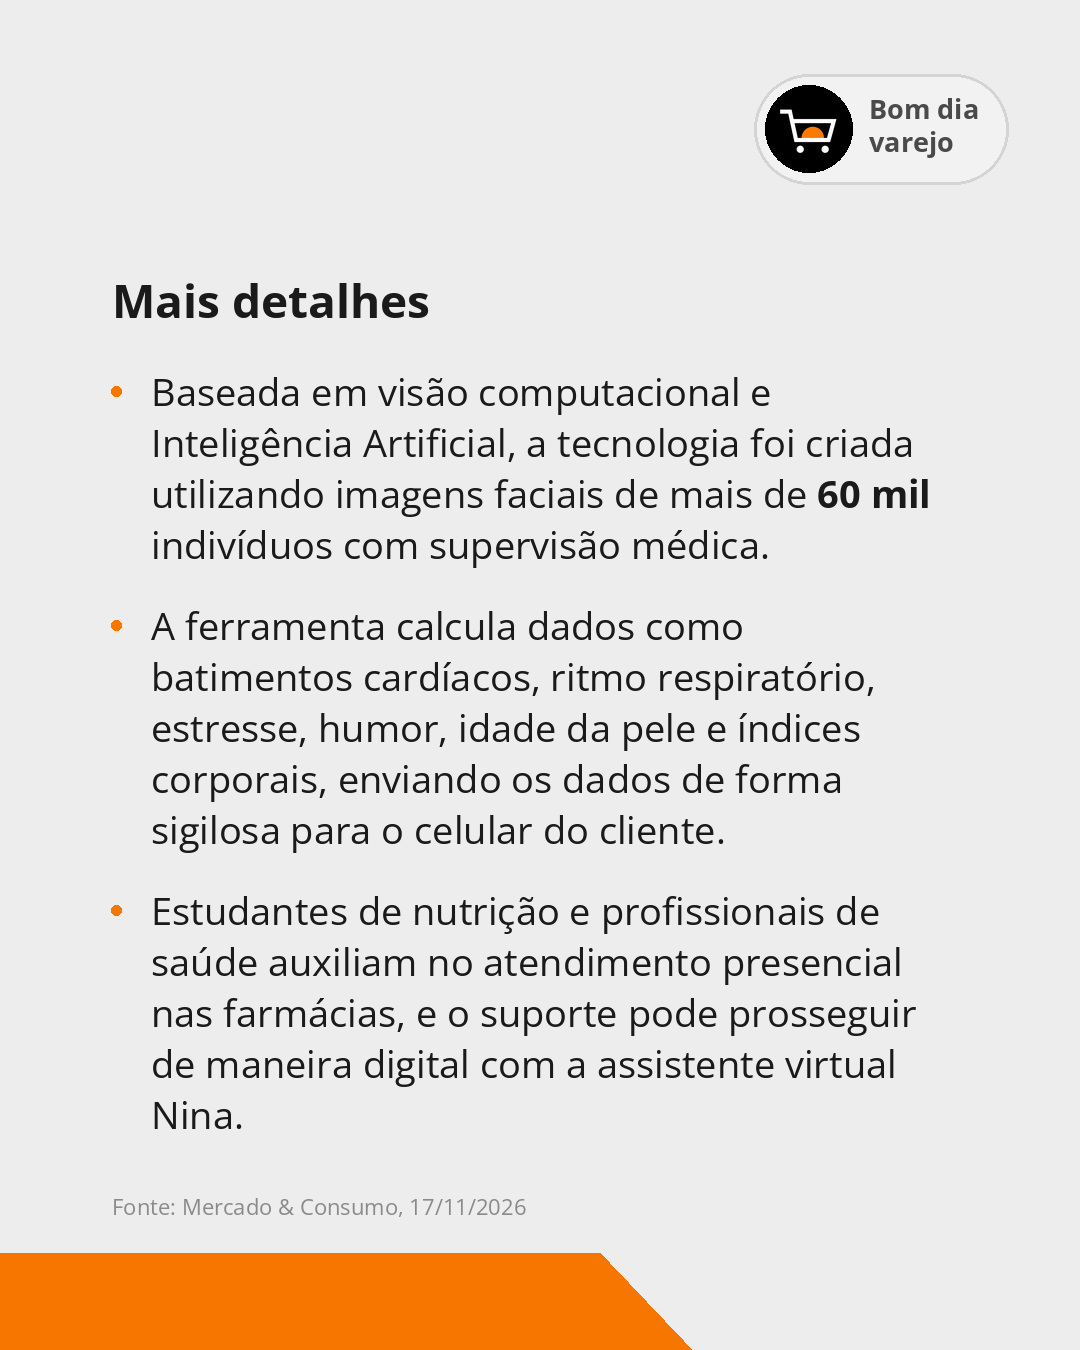 Bom dia
varejo
Mais detalhes
• Baseada em visão computacional e
Inteligência Artificial, a tecnologia foi criada
utilizando imagens faciais de mais de 60 mil
indivíduos com supervisão médica.
• A ferramenta calcula dados como
batimentos cardíacos, ritmo respiratório,
estresse, humor, idade da pele e índices
corporais, enviando os dados de forma
sigilosa para o celular do cliente.
• Estudantes de nutrição e profissionais de
saúde auxiliam no atendimento presencial
nas farmácias, e o suporte pode prosseguir
de maneira digital com a assistente virtual
Nina.
Fonte: Mercado & Consumo, 17/11/2026